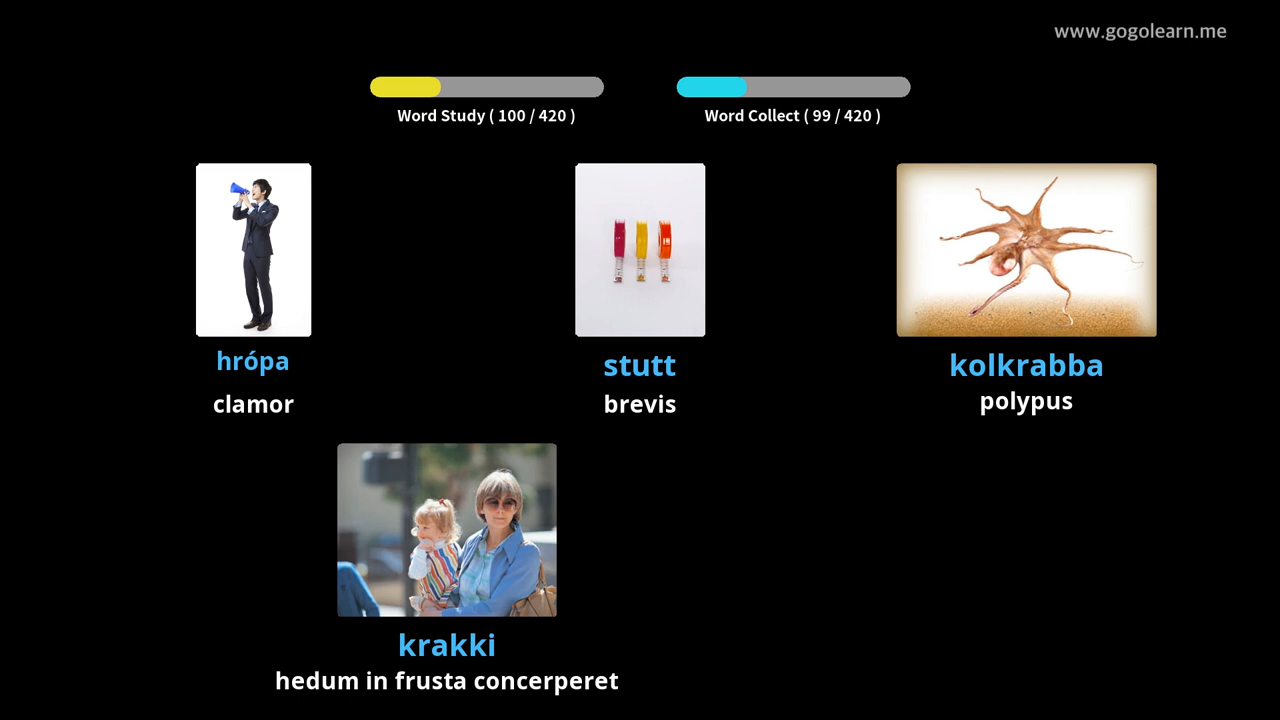 www.gogolearn.me
Word Study ( 100 / 420 )
Word Collect ( 99 / 420 )
hrópa
clamor
stutt
brevis
kolkrabba
polypus
krakki
hedum in frusta concerperet